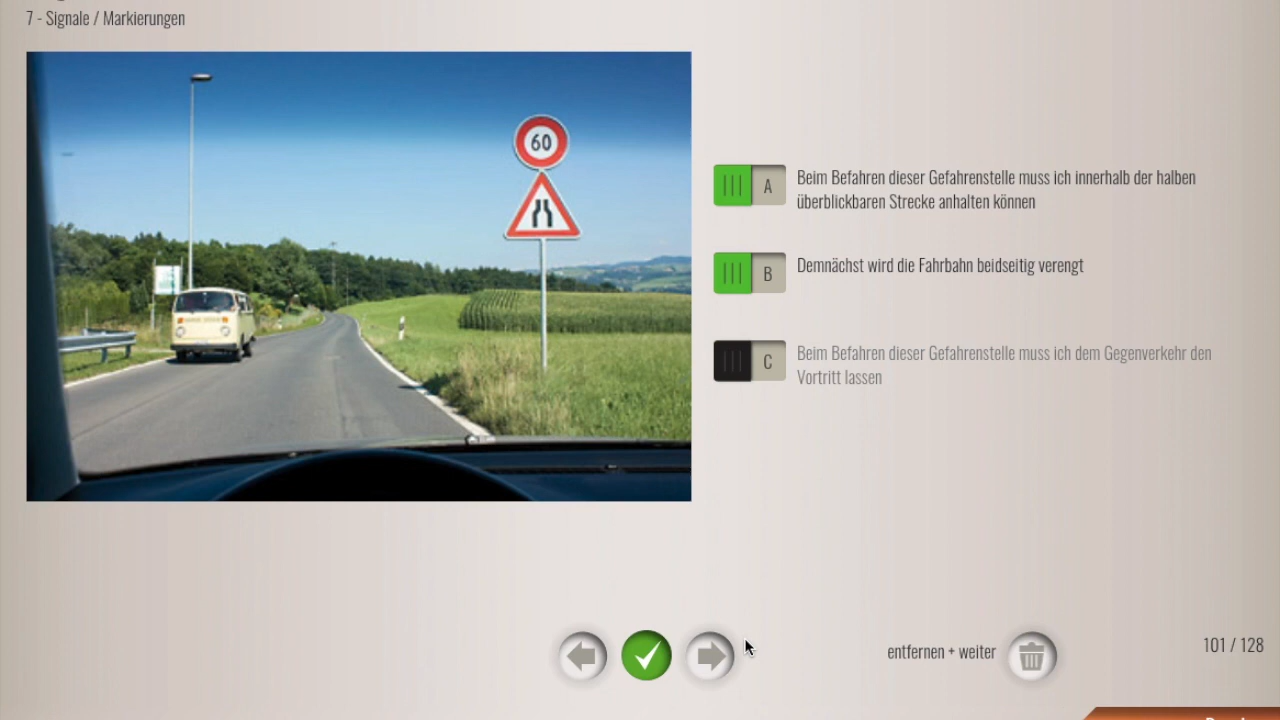 7 - Signale / Markierungen
60
A
Beim Befahren dieser Gefahrenstelle muss ich innerhalb der halben
überblickbaren Strecke anhalten können
B
Demnächst wird die Fahrbahn beidseitig verengt
C
Beim Befahren dieser Gefahrenstelle muss ich dem Gegenverkehr den
Vortritt lassen
entfernen + weiter
101 / 128